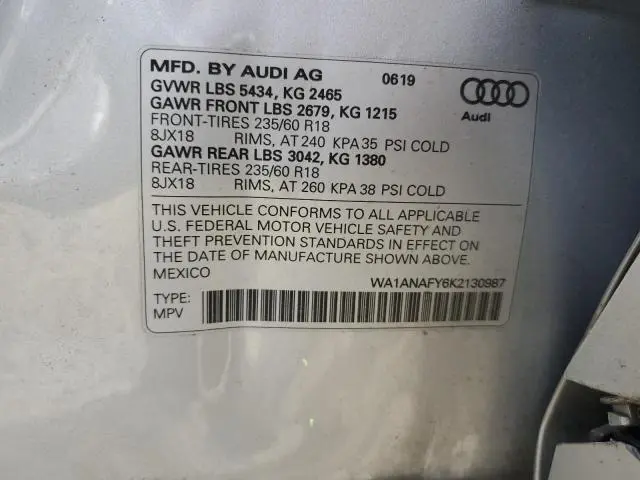 MFD. BY AUDI AG 0619
GVWR LBS 5434, KG 2465
GAWR FRONT LBS 2679, KG 1215
FRONT-TIRES 235/60 R18
8JX18 RIMS, AT 240 KPA 35 PSI COLD
GAWR REAR LBS 3042, KG 1380
REAR-TIRES 235/60 R18
8JX18 RIMS, AT 260 KPA 38 PSI COLD
Audi
THIS VEHICLE CONFORMS TO ALL APPLICABLE
U.S. FEDERAL MOTOR VEHICLE SAFETY AND
THEFT PREVENTION STANDARDS IN EFFECT ON
THE DATE OF MANUFACTURE SHOWN ABOVE.
MEXICO WA1ANAFY6K2130987
TYPE:
MPV